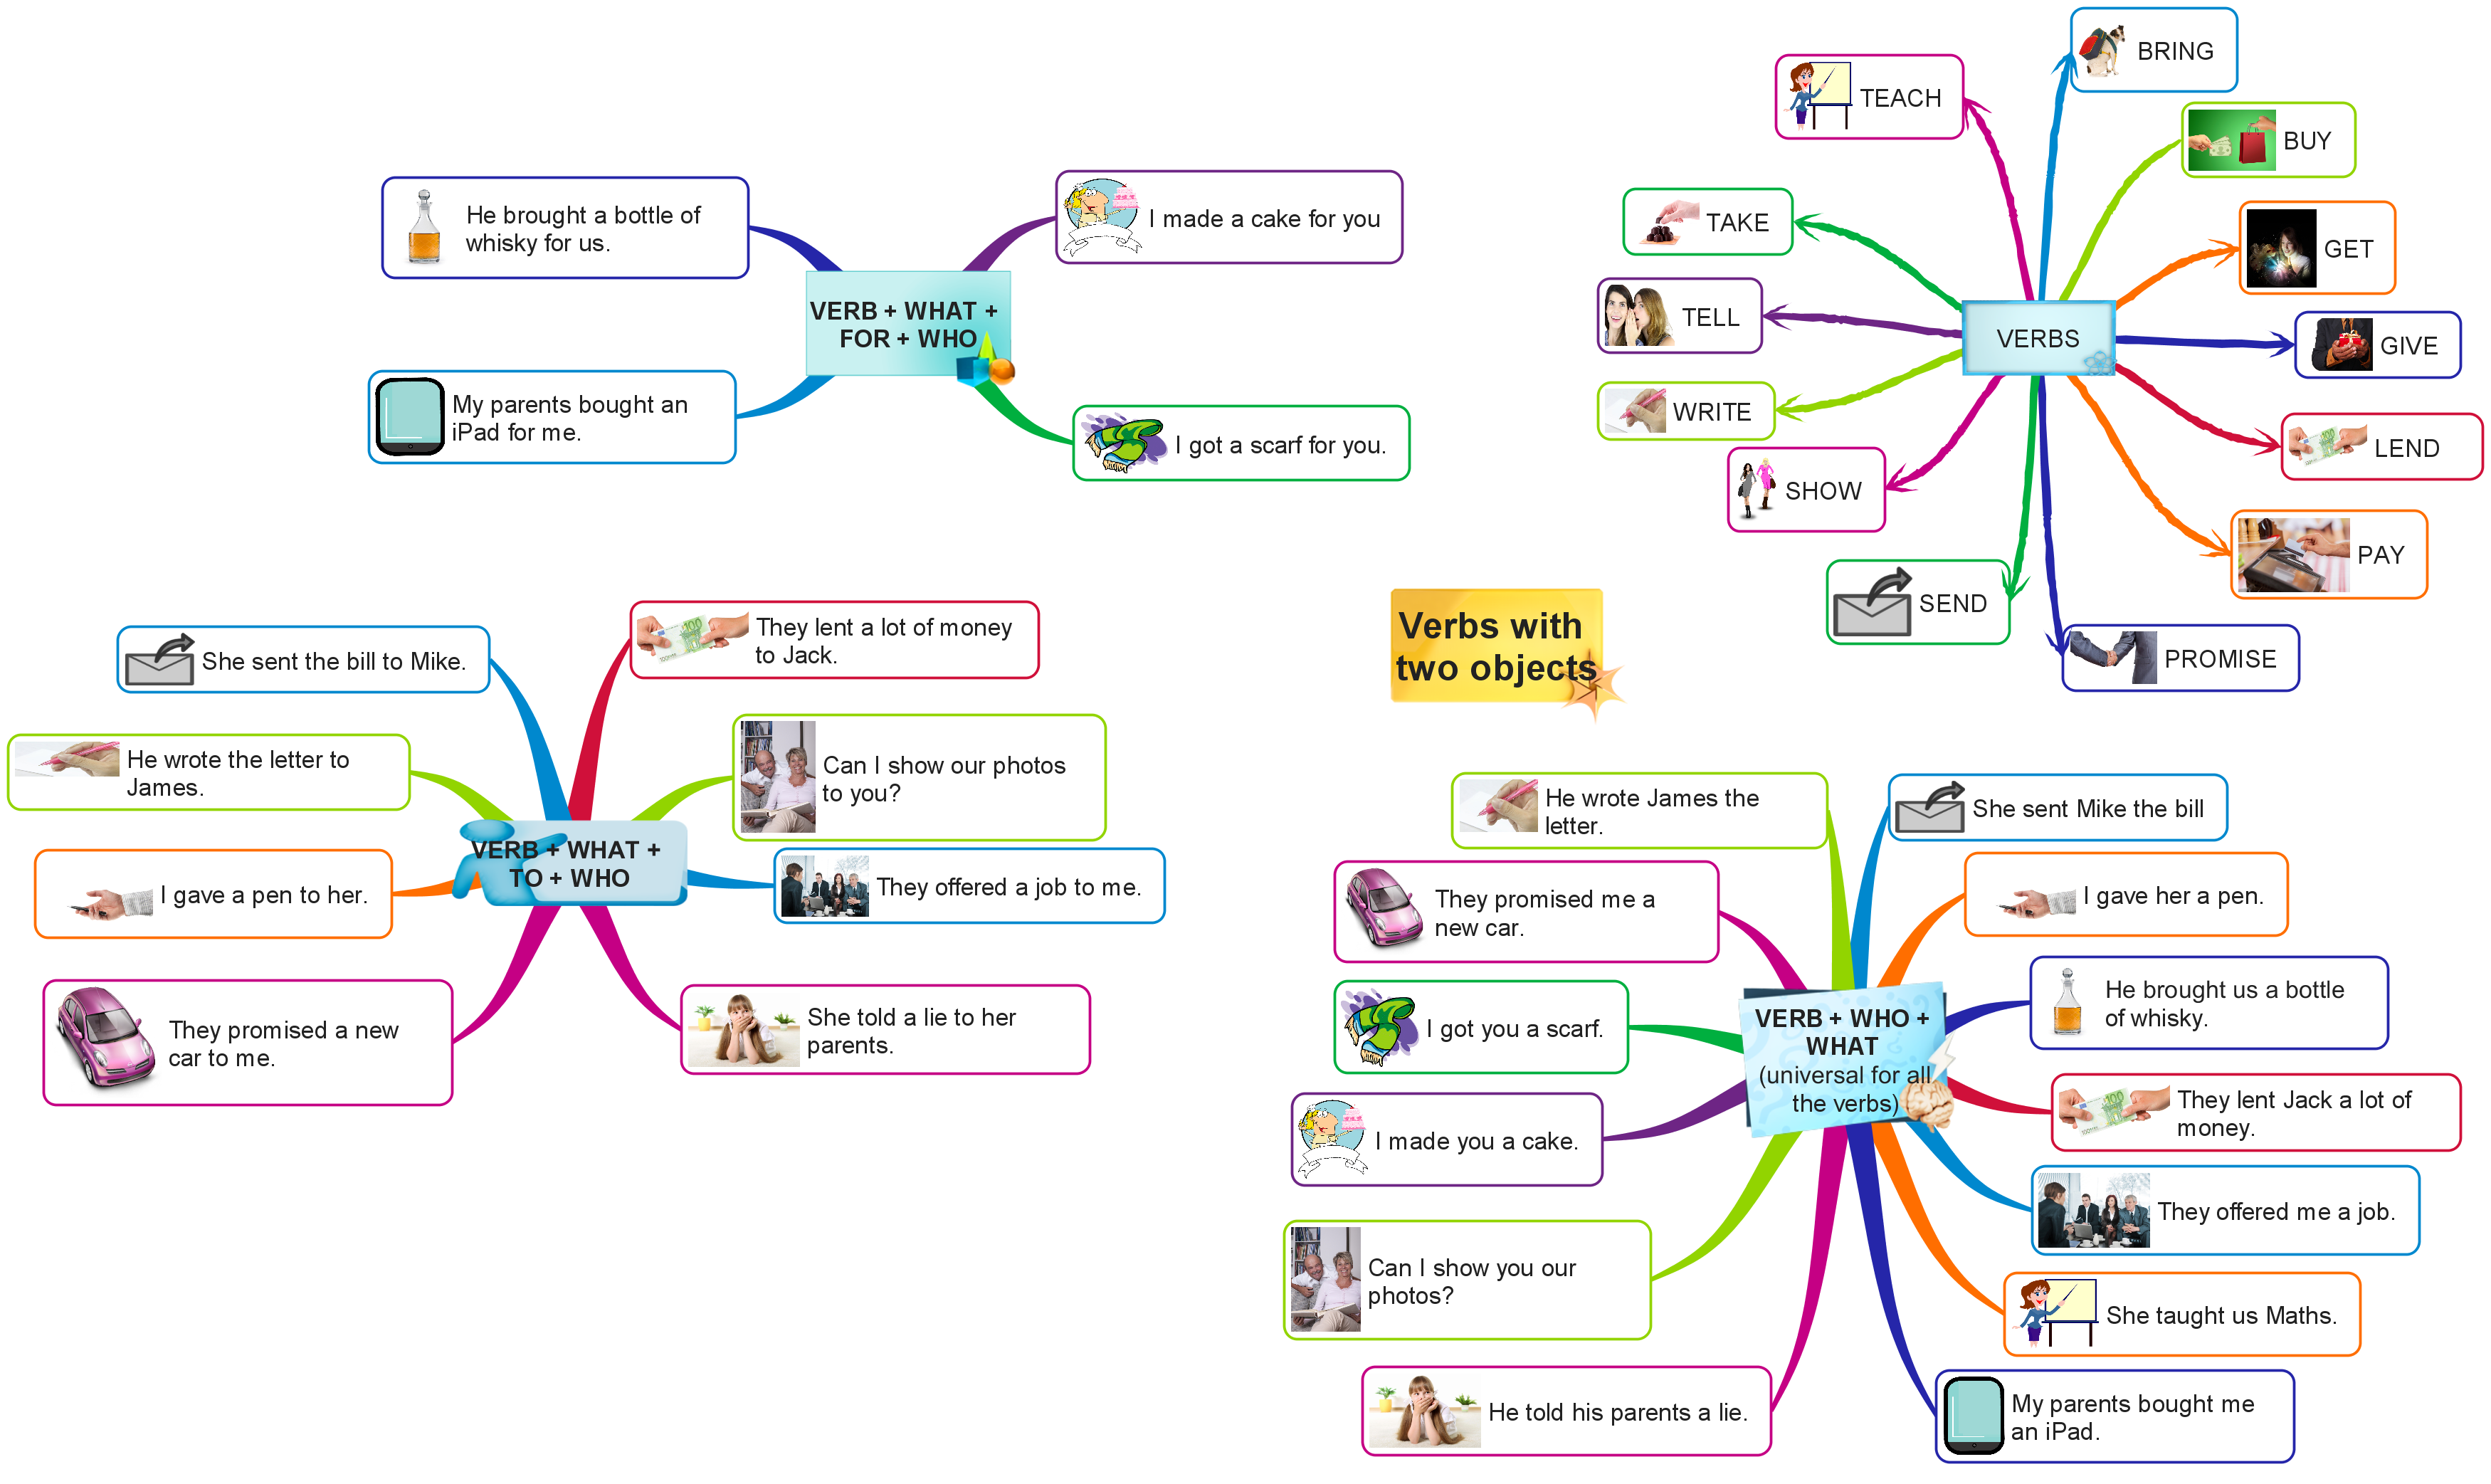 He brought a bottle of
whisky for us.
My parents bought an
iPad for me.
VERB + WHAT +
FOR + WHO
I made a cake for you
I got a scarf for you.
BRING
TEACH
BUY
TAKE
GET
TELL
VERBS
GIVE
WRITE
LEND
SHOW
PAY
SEND
PROMISE
Verbs with
two objects
She sent the bill to Mike.
They lent a lot of money
to Jack.
He wrote the letter to
James.
Can I show our photos
to you?
VERB + WHAT +
TO + WHO
I gave a pen to her.
They offered a job to me.
They promised a new
car to me.
She told a lie to her
parents.
He wrote James the
letter.
She sent Mike the bill
They promised me a
new car.
I gave her a pen.
I got you a scarf.
He brought us a bottle
of whisky.
VERB + WHO +
WHAT
(universal for all
the verbs)
I made you a cake.
They lent Jack a lot of
money.
They offered me a job.
Can I show you our
photos?
She taught us Maths.
He told his parents a lie.
My parents bought me
an iPad.